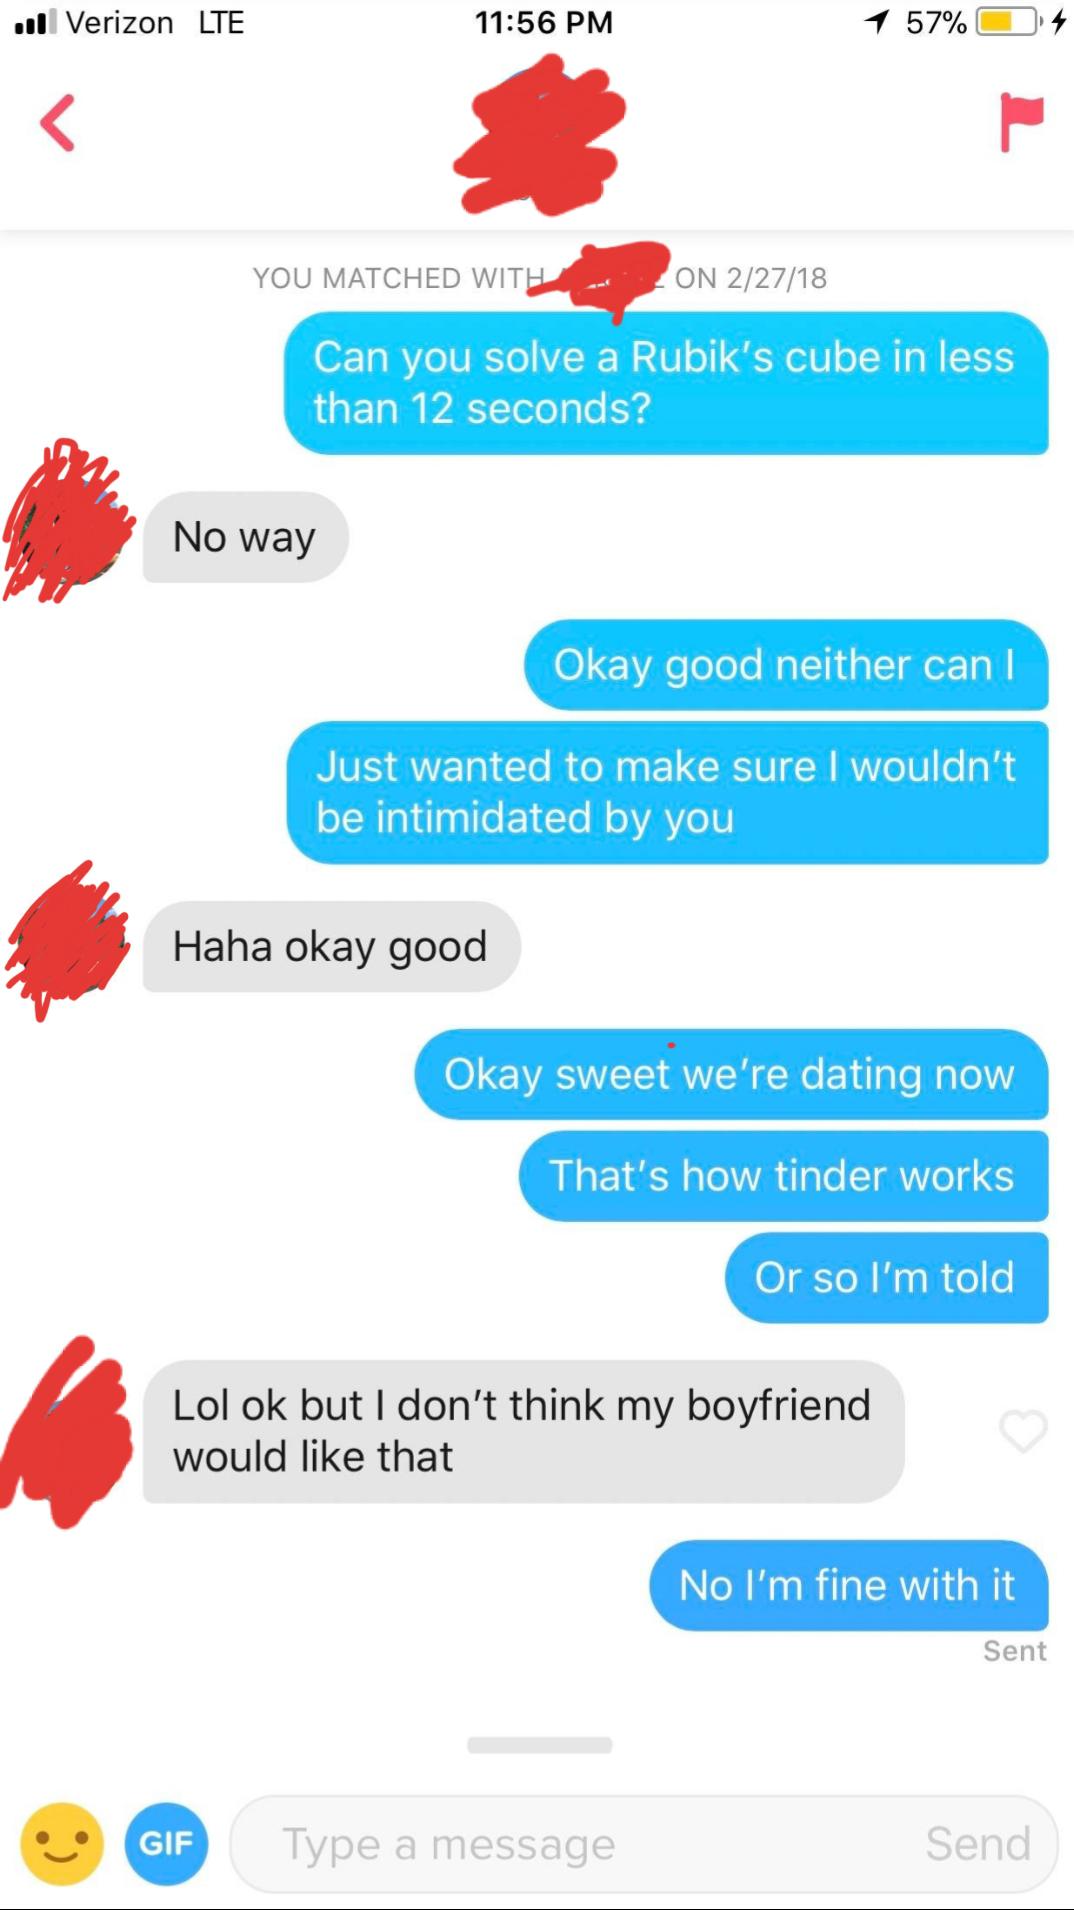 Verizon LTE 11:56 PM 57%
YOU MATCHED WITH ON 2/27/18
Can you solve a Rubik's cube in less
than 12 seconds?
No way
Okay good neither can I
Just wanted to make sure I wouldn't
be intimidated by you
Haha okay good
Okay sweet we're dating now
That's how tinder works
Or so I'm told
Lol ok but I don't think my boyfriend
would like that
No I'm fine with it
Sent
GIF Type a message Send